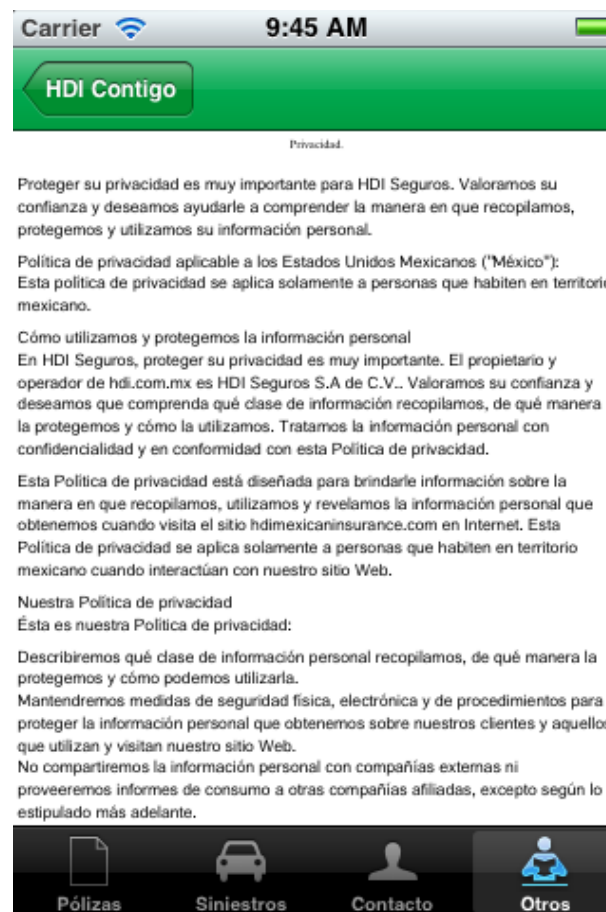 Carrier 9:45 AM
HDI Contigo
Privacidad.
Proteger su privacidad es muy importante para HDI Seguros. Valoramos su
confianza y deseamos ayudarle a comprender la manera en que recopilamos,
protegemos y utilizamos su información personal.
Política de privacidad aplicable a los Estados Unidos Mexicanos ("México"):
Esta política de privacidad se aplica solamente a personas que habiten en territorio
mexicano.
Cómo utilizamos y protegemos la información personal
En HDI Seguros, proteger su privacidad es muy importante. El propietario y
operador de hdi.com.mx es HDI Seguros S.A de C.V.. Valoramos su confianza y
deseamos que comprenda qué clase de información recopilamos, de qué manera
la protegemos y cómo la utilizamos. Tratamos la información personal con
confidencialidad y en conformidad con esta Política de privacidad.
Esta Política de privacidad está diseñada para brindarle información sobre la
manera en que recopilamos, utilizamos y revelamos la información personal que
obtenemos cuando visita el sitio hdimexicaninsurance.com en Internet. Esta
Política de privacidad se aplica solamente a personas que habiten en territorio
mexicano cuando interactúan con nuestro sitio Web.
Nuestra Política de privacidad
Ésta es nuestra Política de privacidad:
Describiremos qué clase de información personal recopilamos, de qué manera la
protegemos y cómo podemos utilizarla.
Mantendremos medidas de seguridad física, electrónica y de procedimientos para
proteger la información personal que obtenemos sobre nuestros clientes y aquellos
que utilizan y visitan nuestro sitio Web.
No compartiremos la información personal con compañías externas ni
proveeremos informes de consumo a otras compañías afiliadas, excepto según lo
estipulado más adelante.
Pólizas Siniestros Contacto Otros